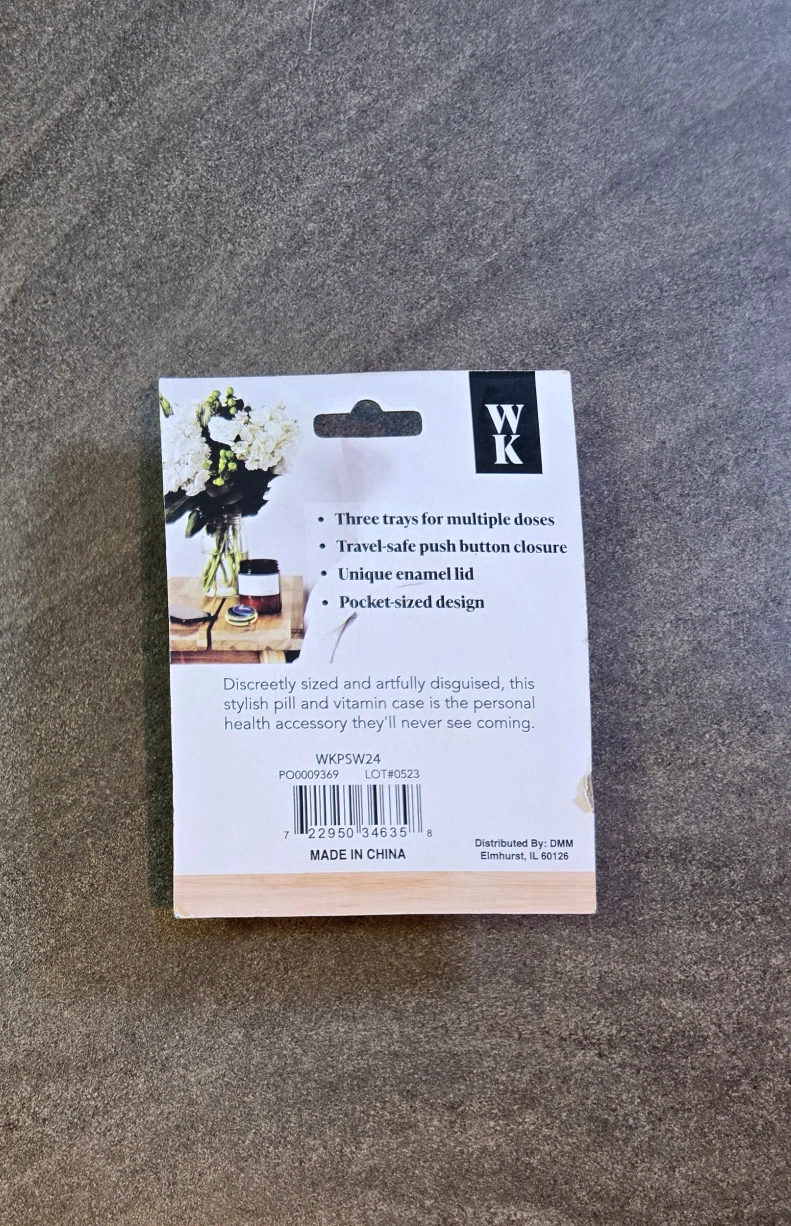 W
K
• Three trays for multiple doses
• Travel-safe push button closure
• Unique enamel lid
• Pocket-sized design
Discreetly sized and artfully disguised, this
stylish pill and vitamin case is the personal
health accessory they'll never see coming.
WKPSW24
PO0009369 LOT#0523
7 22950 34635 8
MADE IN CHINA
Distributed By: DMM
Elmhurst, IL 60126